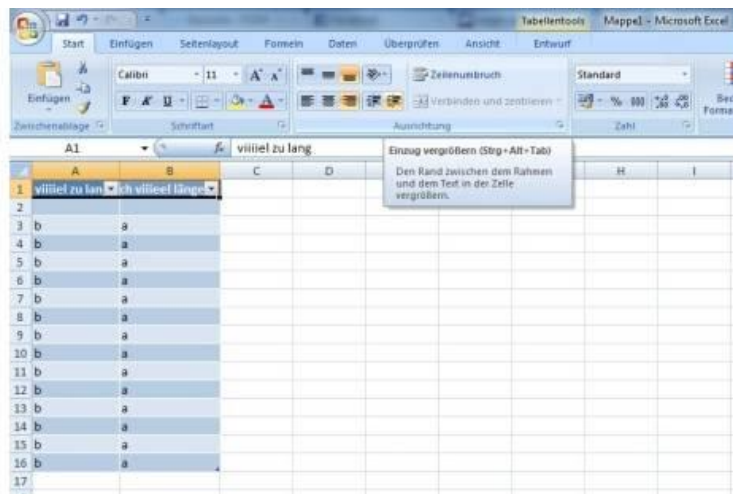 Tabellentools Mappe1 - Microsoft Excel
Start Einfügen Seitenlayout Formeln Daten Überprüfen Ansicht Entwurf
Calibri 11 A A Zeilenumbruch Standard
Einfügen F K U A Verbinden und zentrieren % 000
Zwischenablage Schriftart Ausrichtung Zahl
A1 fx viiiiel zu lang
Einzug vergrößern (Strg+Alt+Tab)
Den Rand zwischen dem Rahmen
und dem Text in der Zelle
vergrößern.
A B C D H I
1 viiiiel zu lan ch viiieel länge
2
3 b a
4 b a
5 b a
6 b a
7 b a
8 b a
9 b a
10 b a
11 b a
12 b a
13 b a
14 b a
15 b a
16 b a
17